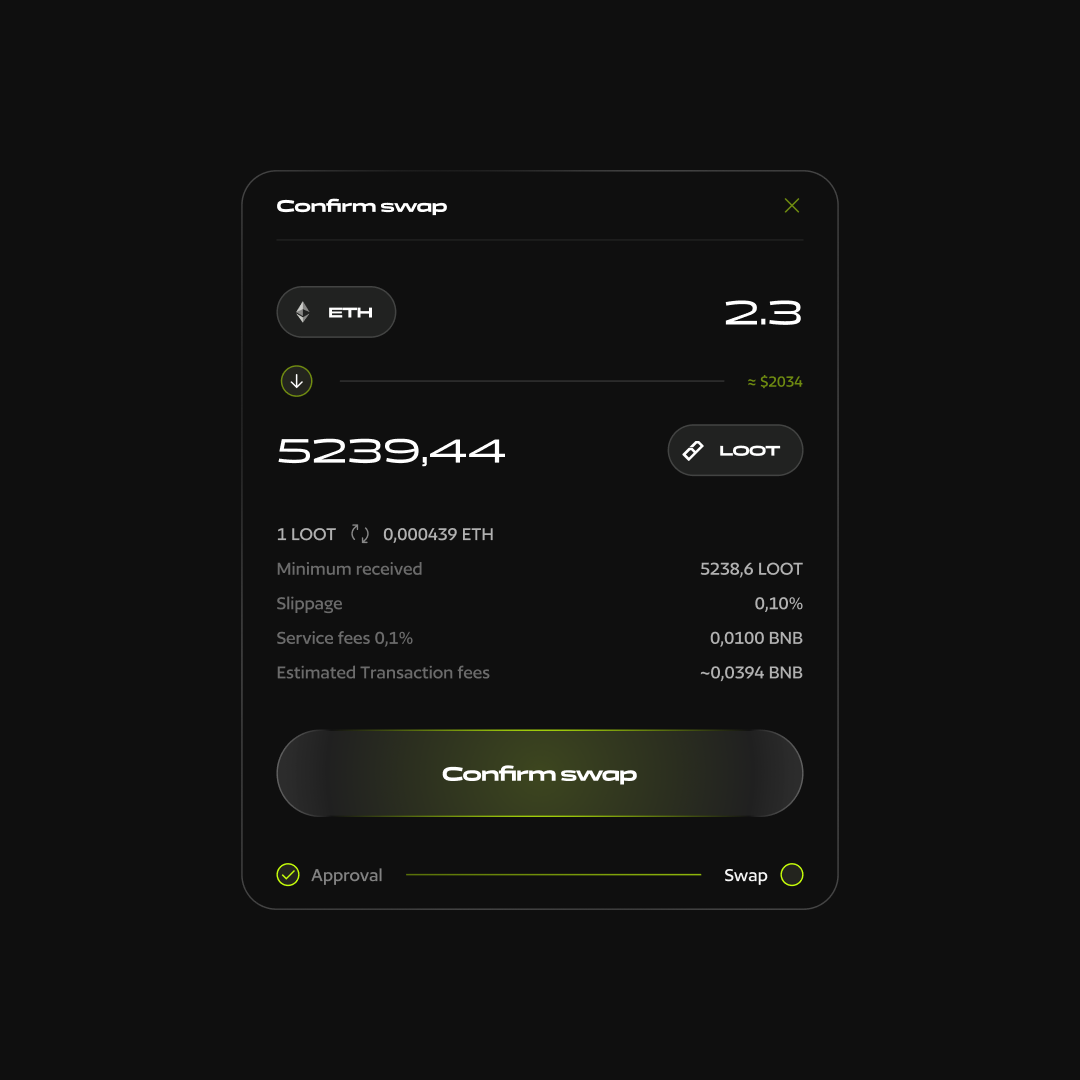 Confirm swap
ETH 2.3
≈ $2034
5239,44 LOOT
1 LOOT 0,000439 ETH
Minimum received 5238,6 LOOT
Slippage 0,10%
Service fees 0,1% 0,0100 BNB
Estimated Transaction fees ~0,0394 BNB
Confirm swap
Approval Swap